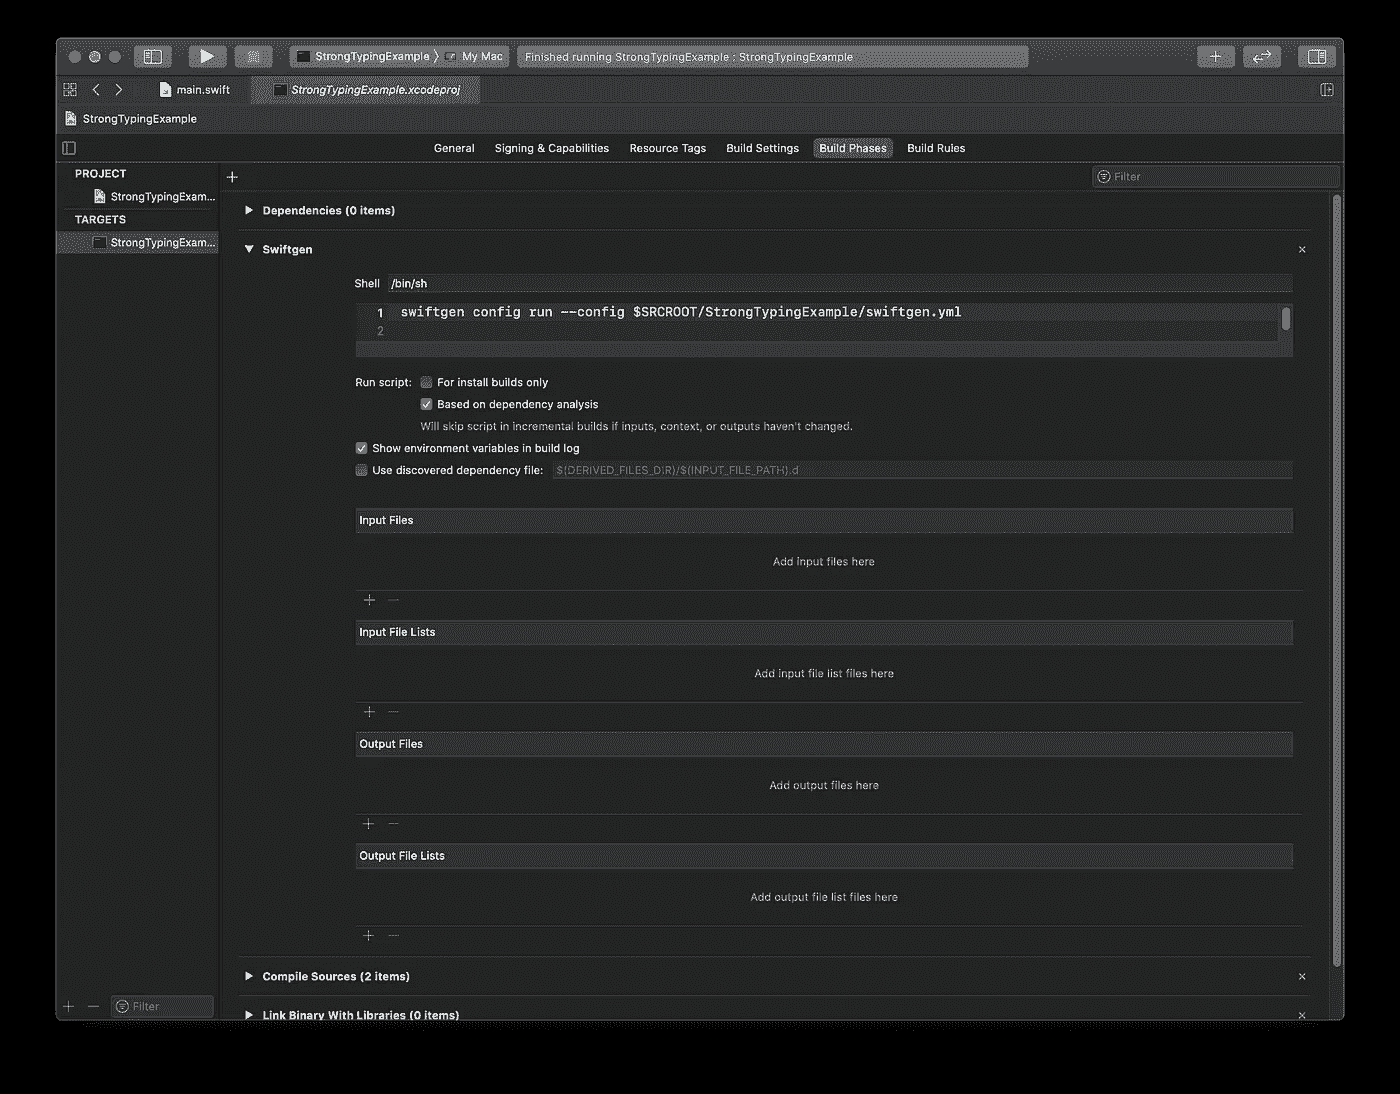 StrongTypingExample 〉 My Mac
Finished running StrongTypingExample : StrongTypingExample
main.swift
StrongTypingExample.xcodeproj
StrongTypingExample
General
Signing & Capabilities
Resource Tags
Build Settings
Build Phases
Build Rules
PROJECT
StrongTypingExam...
TARGETS
StrongTypingExam...
Filter
Dependencies (0 items)
Swiftgen
Shell /bin/sh
1 swiftgen config run --config $SRCROOT/StrongTypingExample/swiftgen.yml
2
Run script: For install builds only
Based on dependency analysis
Will skip script in incremental builds if inputs, context, or outputs haven't changed.
Show environment variables in build log
Use discovered dependency file: $(DERIVED_FILES_DIR)/$(INPUT_FILE_PATH).d
Input Files
Add input files here
Input File Lists
Add input file list files here
Output Files
Add output files here
Output File Lists
Add output file list files here
Compile Sources (2 items)
Link Binary With Libraries (0 items)
Filter